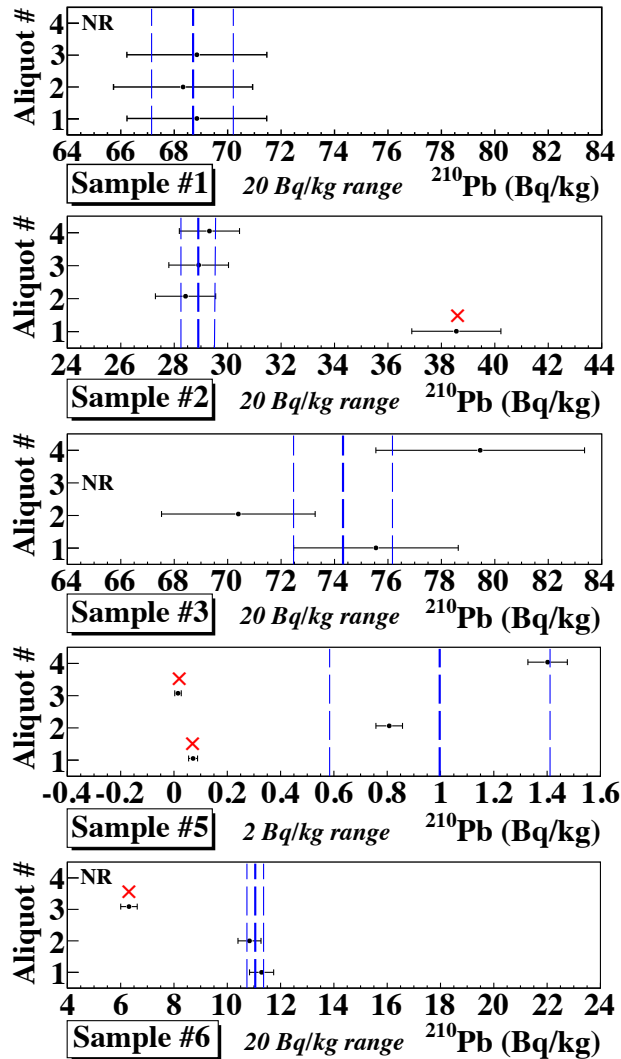 Aliquot #
4
NR
3
2
1
64 66 68 70 72 74 76 78 80 82 84
Sample #1 20 Bq/kg range ²¹⁰Pb (Bq/kg)
Aliquot #
4
3
2
1
24 26 28 30 32 34 36 38 40 42 44
Sample #2 20 Bq/kg range ²¹⁰Pb (Bq/kg)
Aliquot #
4
3
NR
2
1
64 66 68 70 72 74 76 78 80 82 84
Sample #3 20 Bq/kg range ²¹⁰Pb (Bq/kg)
Aliquot #
4
3
2
1
-0.4 -0.2 0 0.2 0.4 0.6 0.8 1 1.2 1.4 1.6
Sample #5 2 Bq/kg range ²¹⁰Pb (Bq/kg)
Aliquot #
4
NR
3
2
1
4 6 8 10 12 14 16 18 20 22 24
Sample #6 20 Bq/kg range ²¹⁰Pb (Bq/kg)